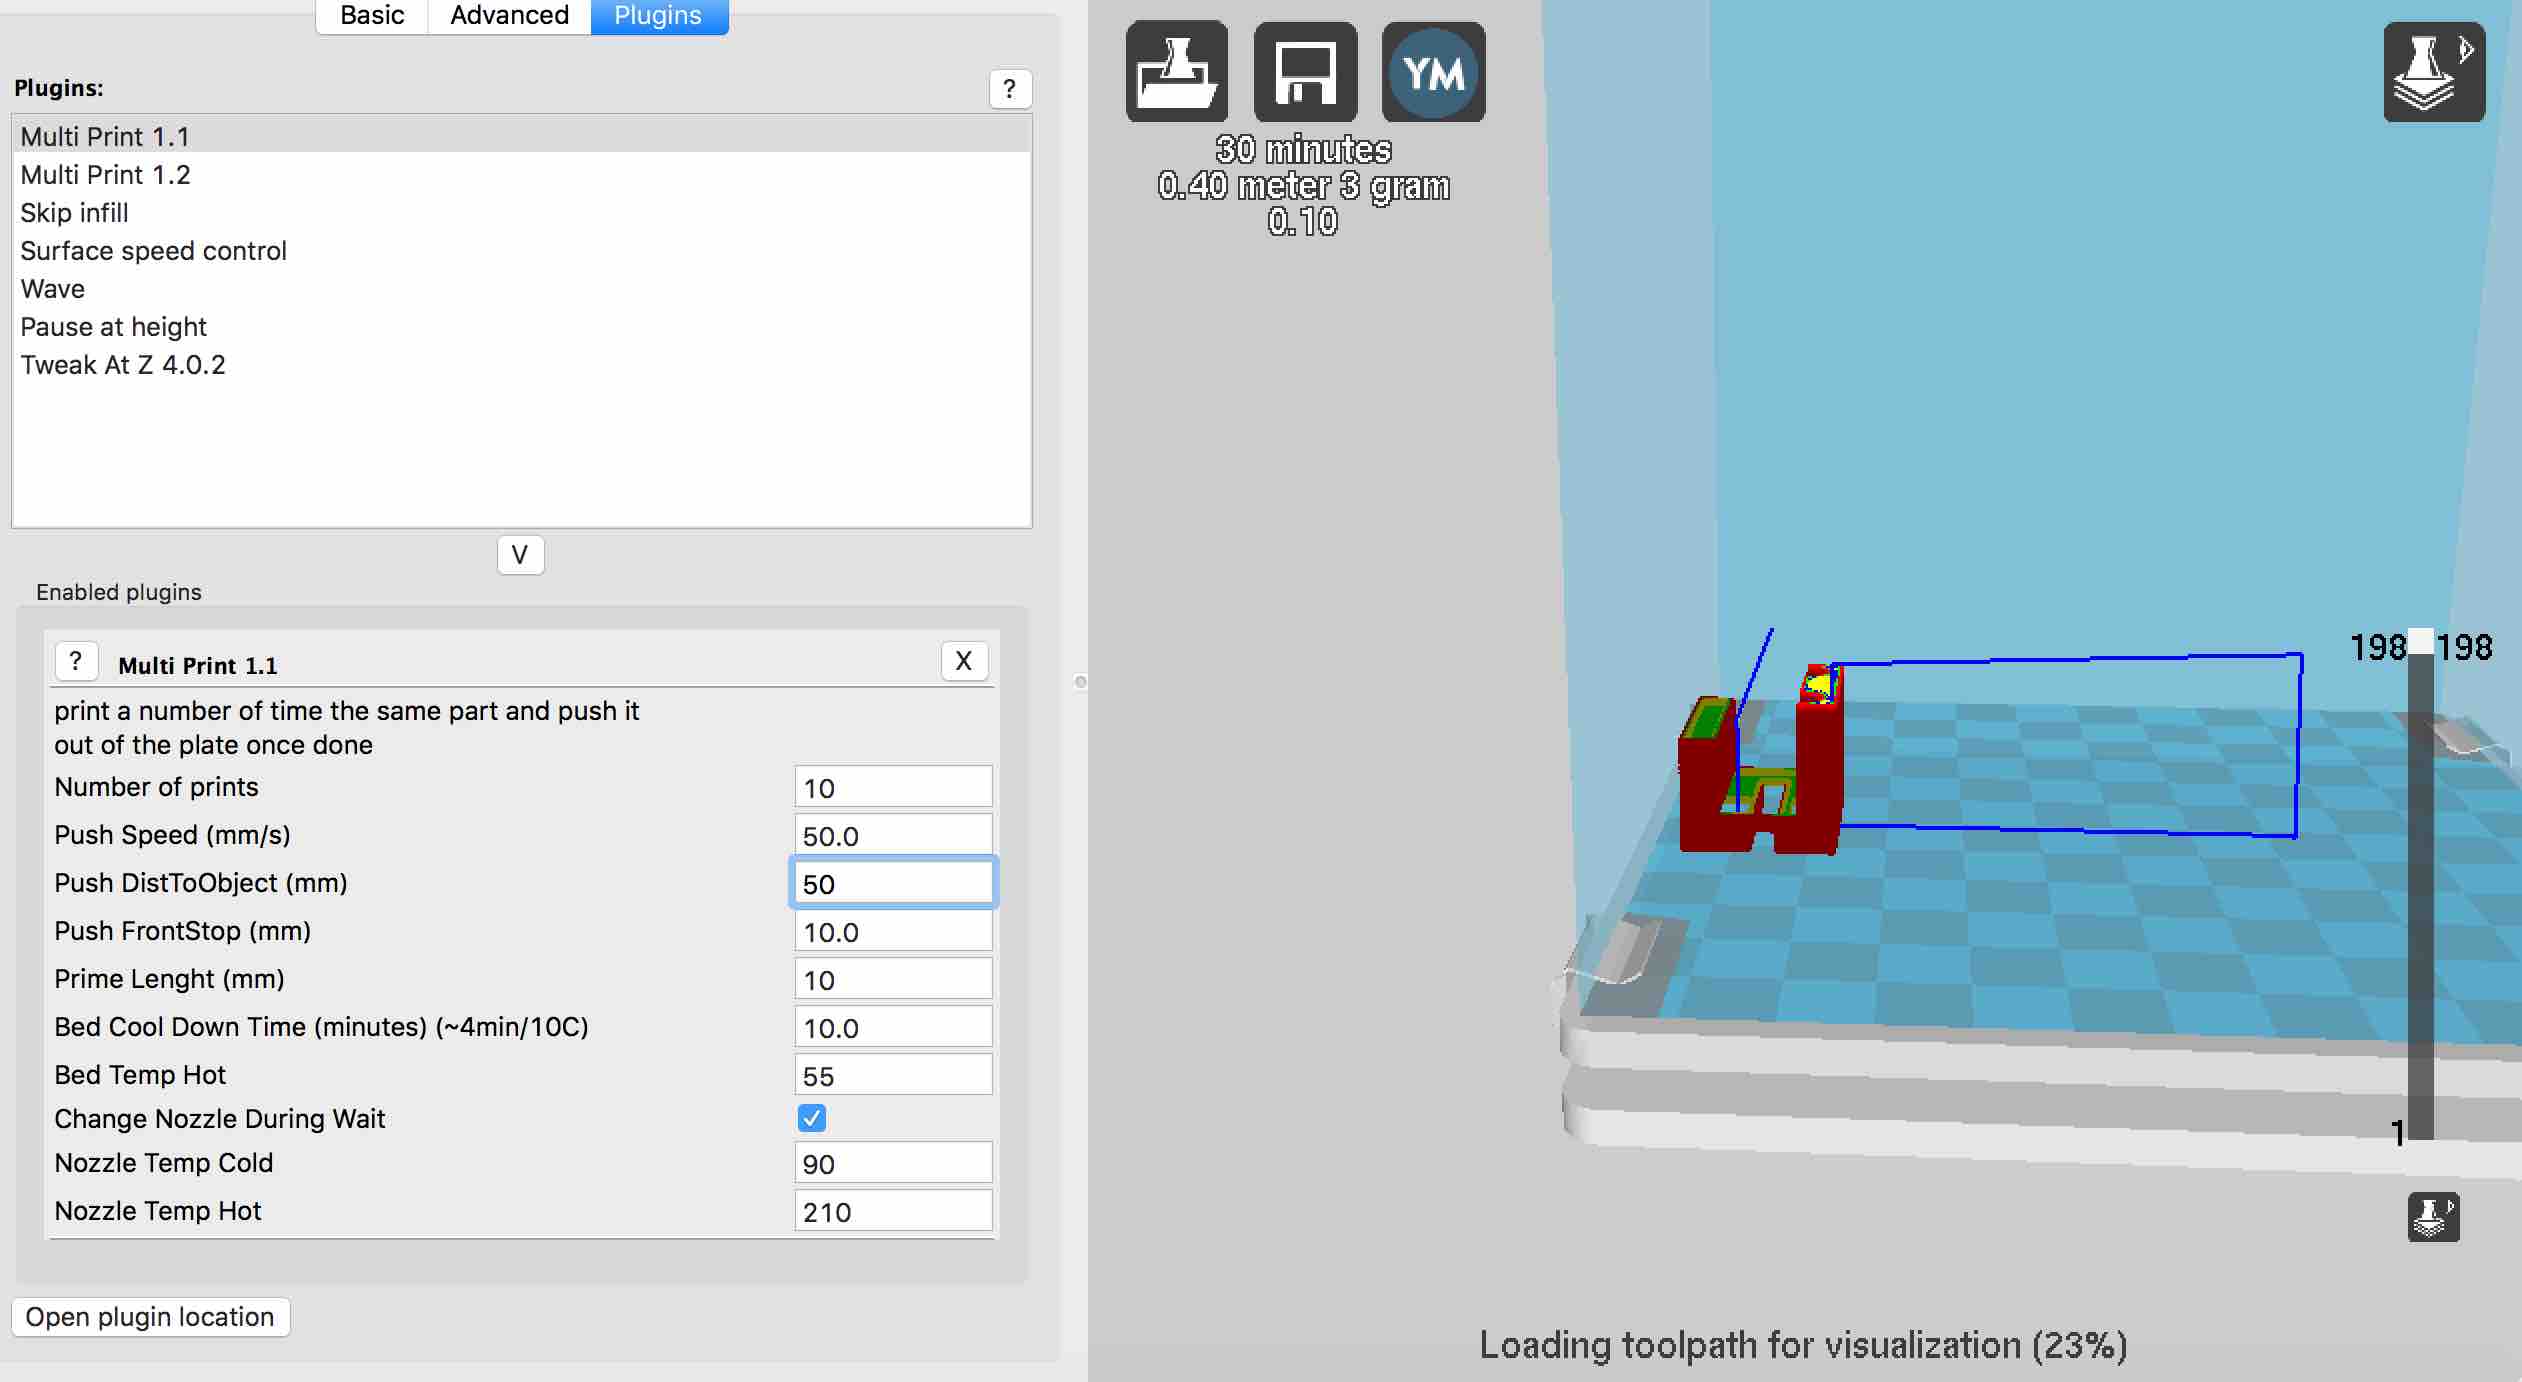 Basic Advanced Plugins
Plugins:
?
Multi Print 1.1
Multi Print 1.2
Skip infill
Surface speed control
Wave
Pause at height
Tweak At Z 4.0.2
V
Enabled plugins
? Multi Print 1.1 X
print a number of time the same part and push it
out of the plate once done
Number of prints 10
Push Speed (mm/s) 50.0
Push DistToObject (mm) 50
Push FrontStop (mm) 10.0
Prime Lenght (mm) 10
Bed Cool Down Time (minutes) (~4min/10C) 10.0
Bed Temp Hot 55
Change Nozzle During Wait
Nozzle Temp Cold 90
Nozzle Temp Hot 210
Open plugin location
YM
30 minutes
0.40 meter 3 gram
0.10
198 198
1
Loading toolpath for visualization (23%)